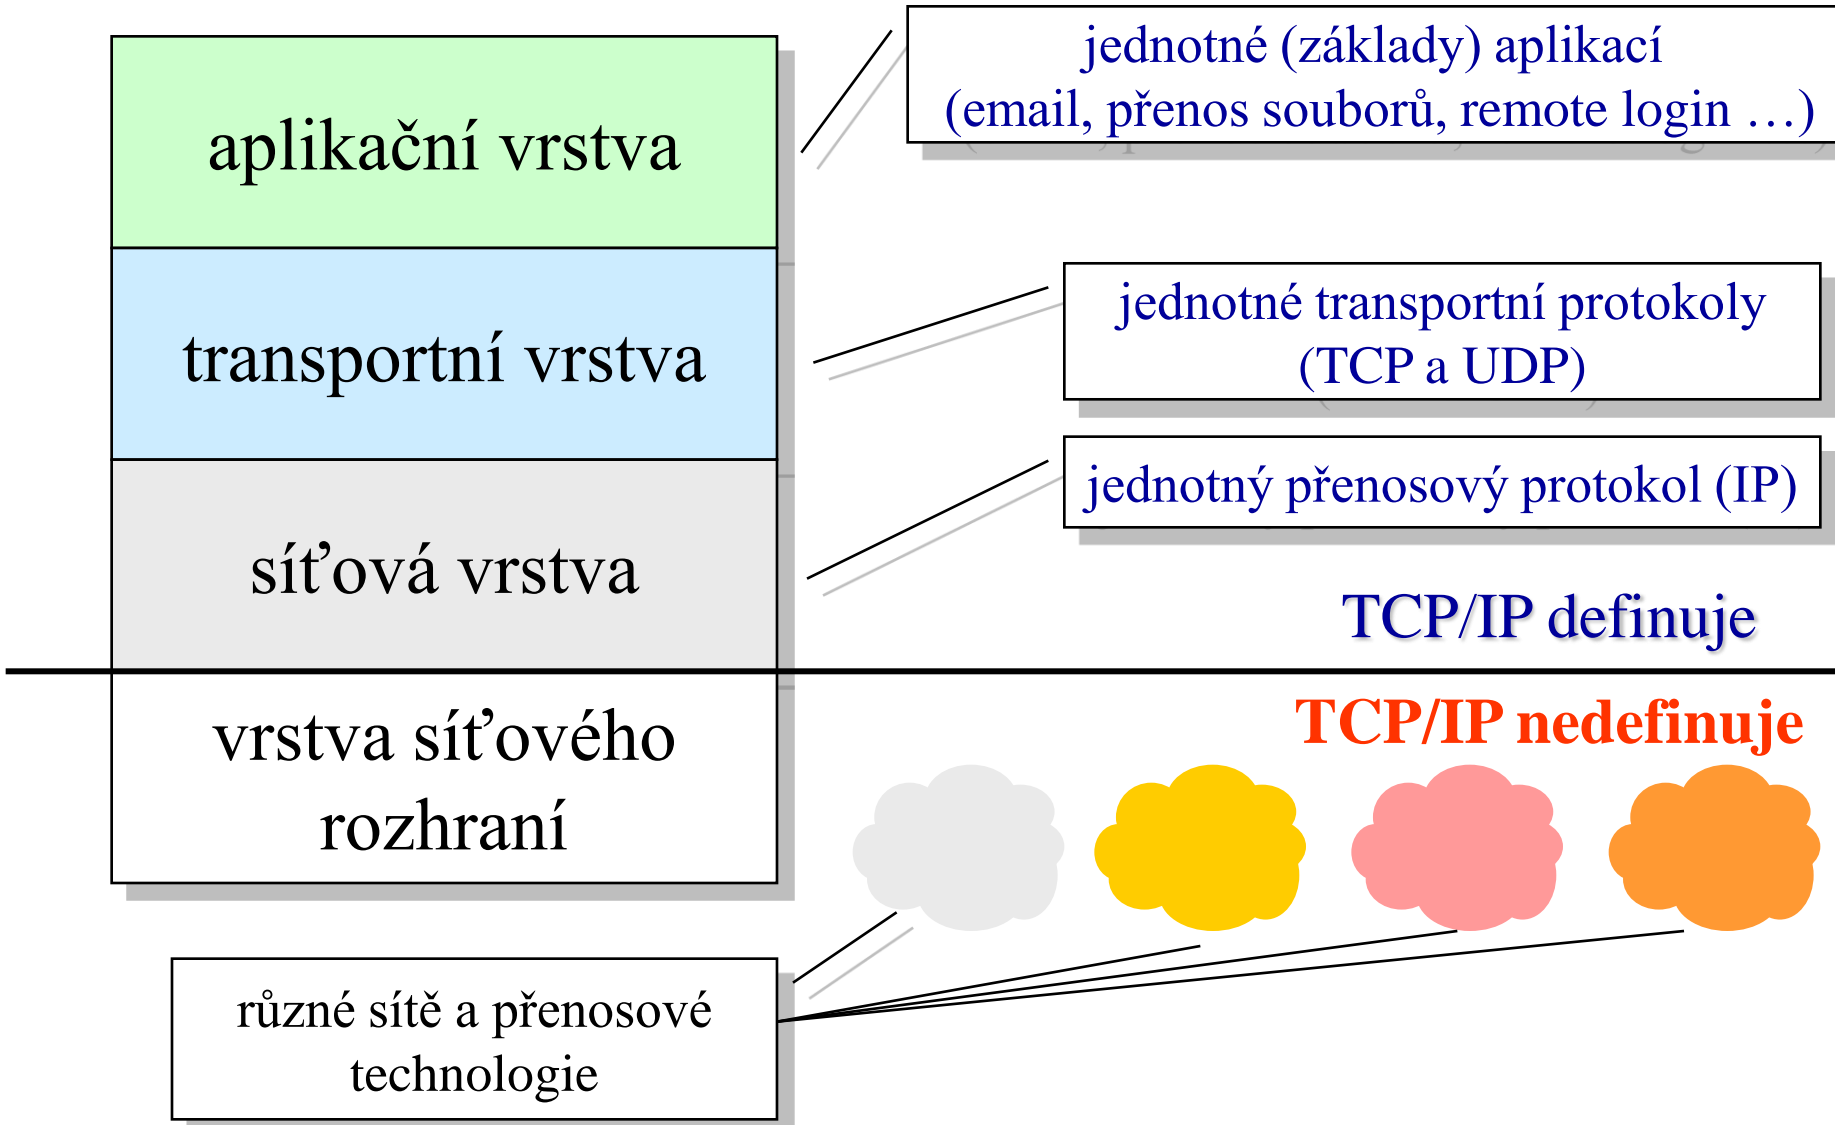 aplikační vrstva
jednotné (základy) aplikací
(email, přenos souborů, remote login …)
transportní vrstva
jednotné transportní protokoly
(TCP a UDP)
síťová vrstva
jednotný přenosový protokol (IP)
TCP/IP definuje
TCP/IP nedefinuje
vrstva síťového
rozhraní
různé sítě a přenosové
technologie